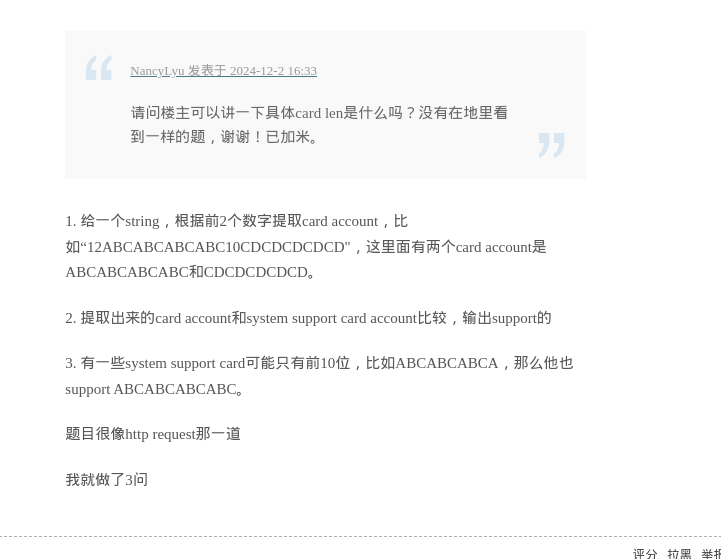 NancyLyu 发表于 2024-12-2 16:33
请问楼主可以讲一下具体card len是什么吗？没有在地里看
到一样的题，谢谢！已加米。
1. 给一个string，根据前2个数字提取card account，比
如“12ABCABCABCABC10CDCDCDCDCD"，这里面有两个card account是
ABCABCABCABC和CDCDCDCDCD。
2. 提取出来的card account和system support card account比较，输出support的
3. 有一些system support card可能只有前10位，比如ABCABCABCA，那么他也
support ABCABCABCABC。
题目很像http request那一道
我就做了3问
评分 拉黑 举报